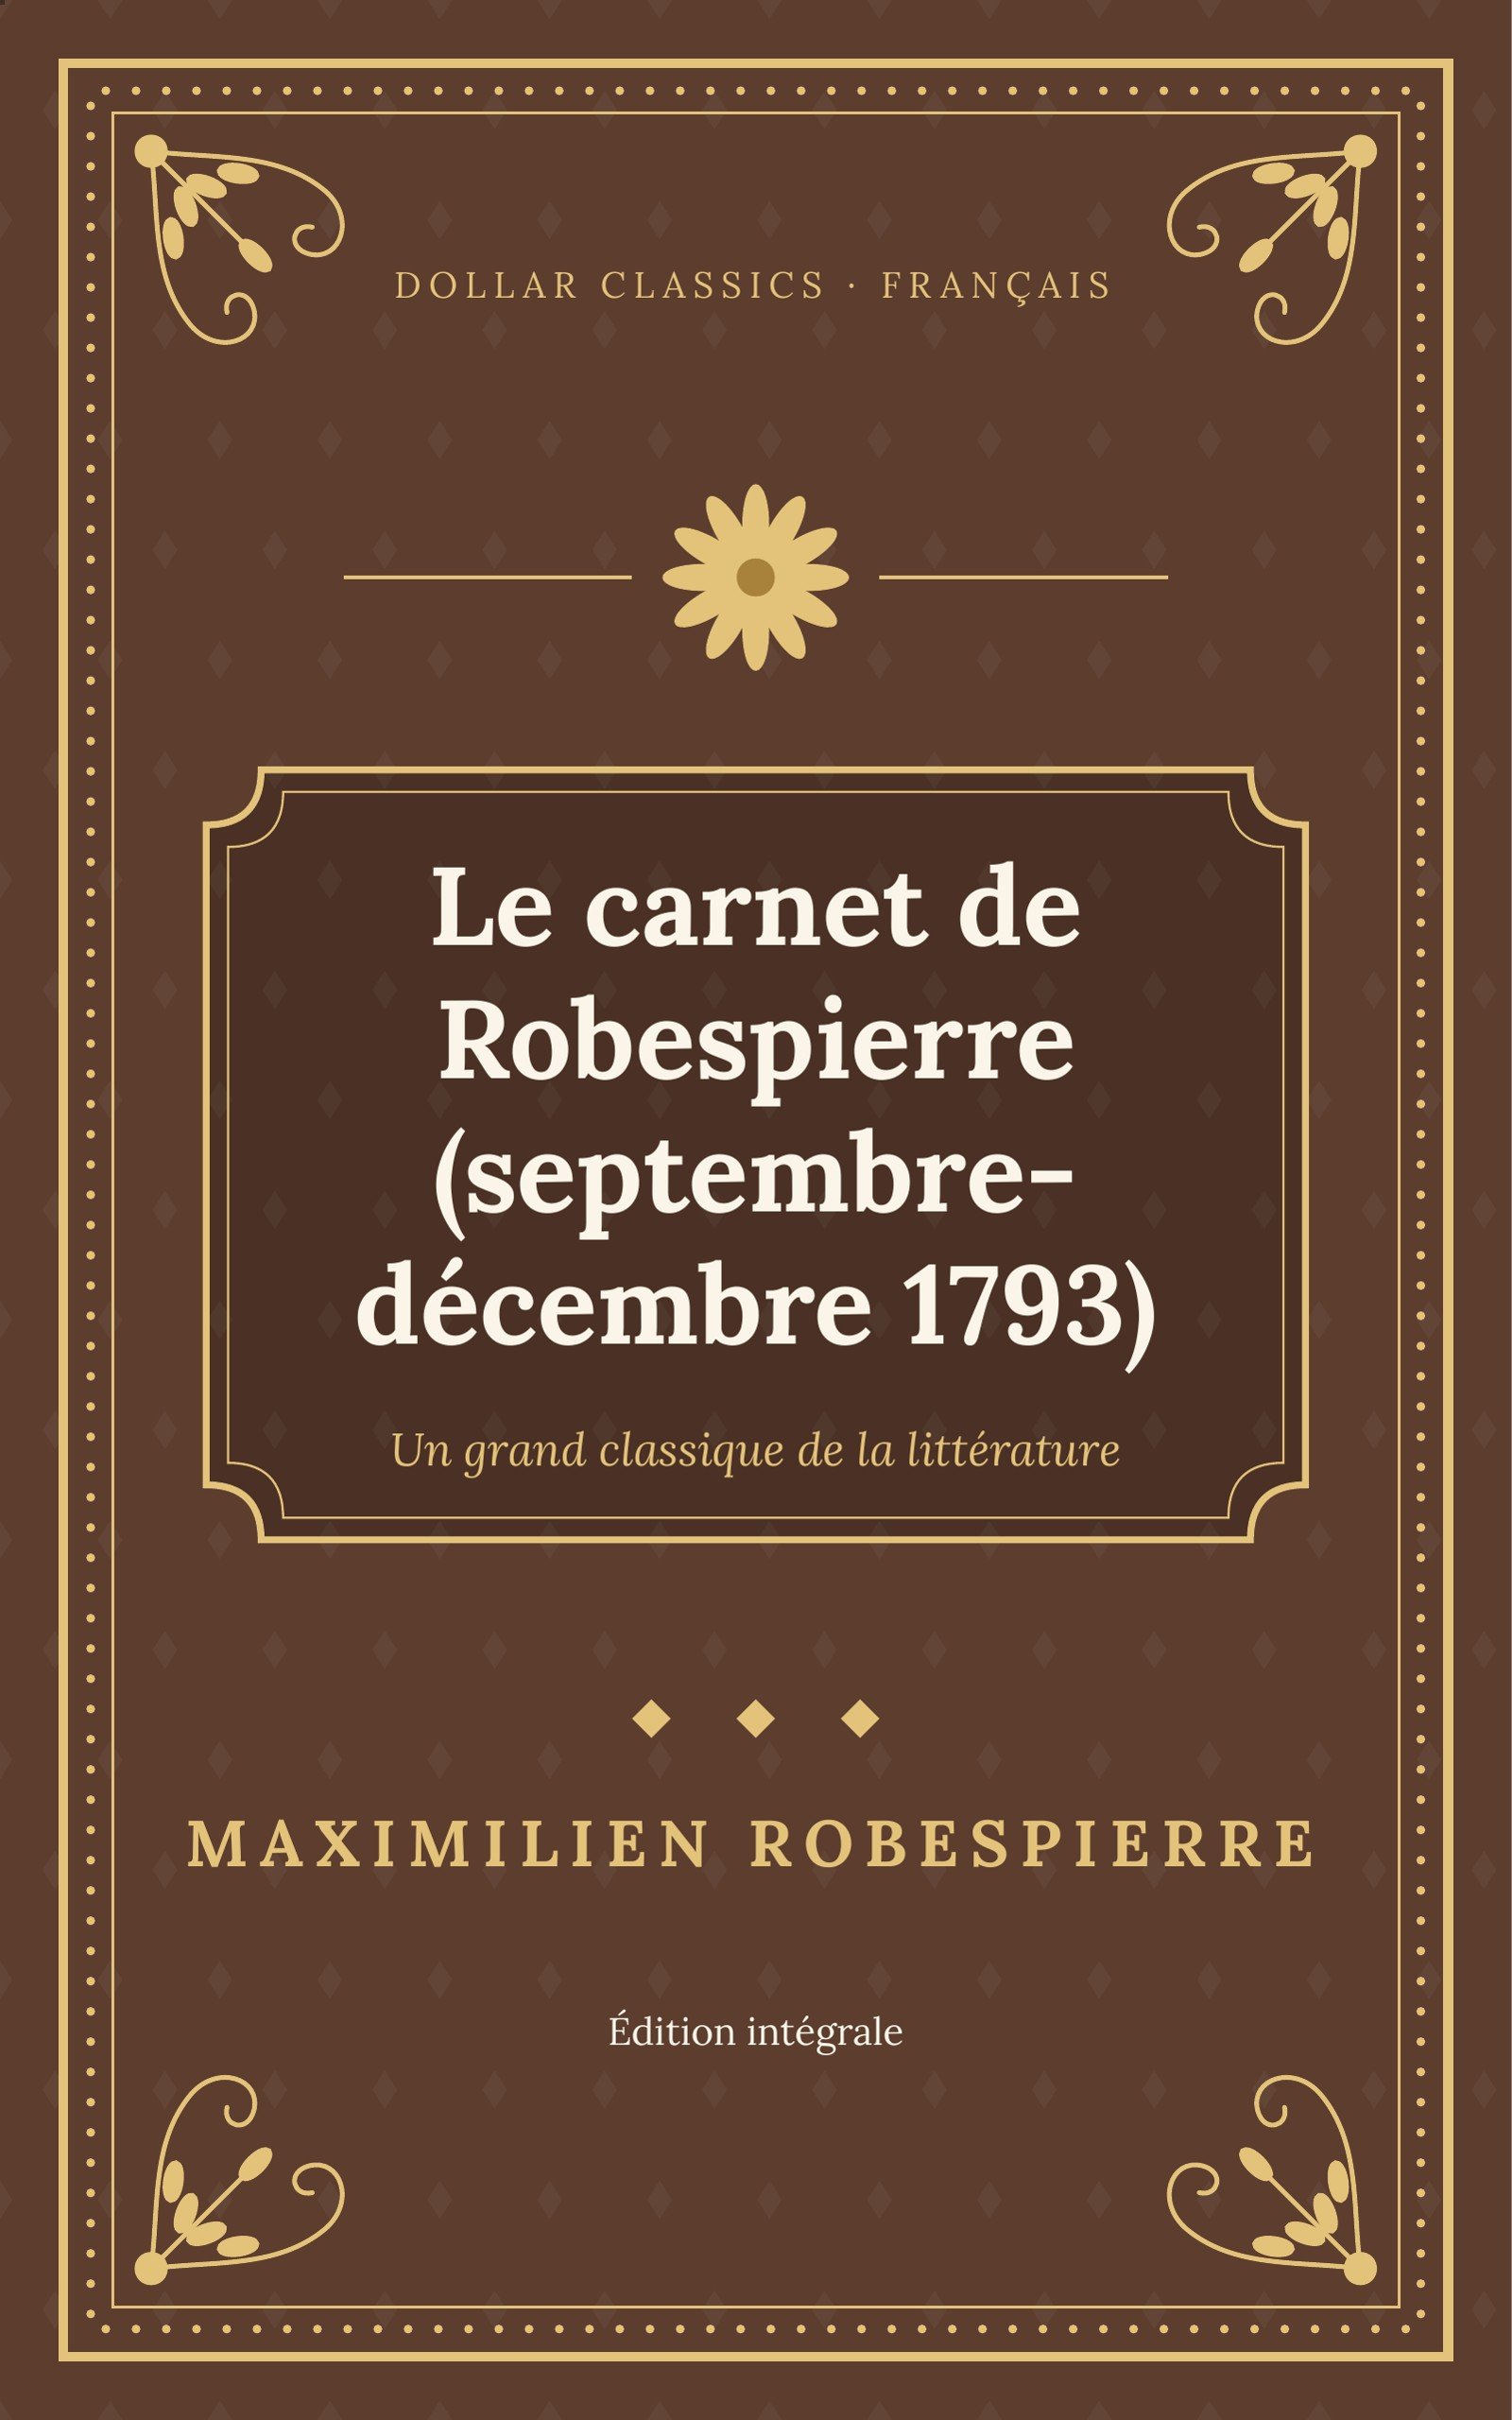 DOLLAR CLASSICS · FRANÇAIS
Le carnet de
Robespierre
(septembre-
décembre 1793)
Un grand classique de la littérature
MAXIMILIEN ROBESPIERRE
Édition intégrale